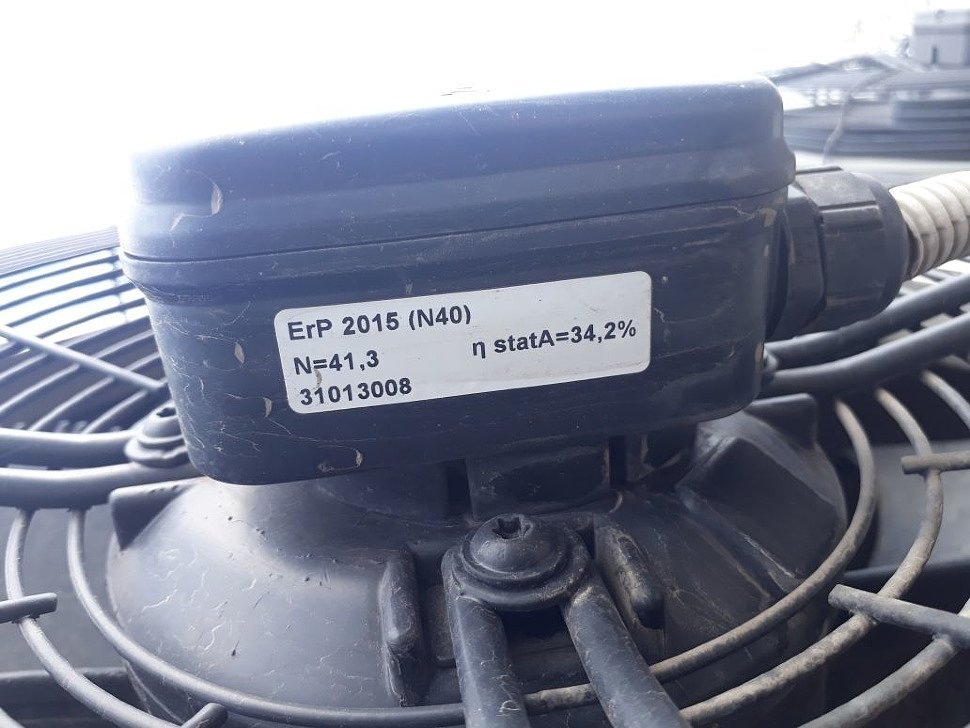 ErP 2015 (N40)
N=41,3 η statA=34,2%
31013008